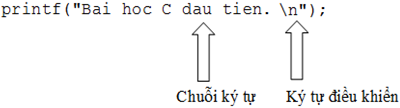 printf("Bai hoc C dau tien. \n");
Chuỗi ký tự Ký tự điều khiển